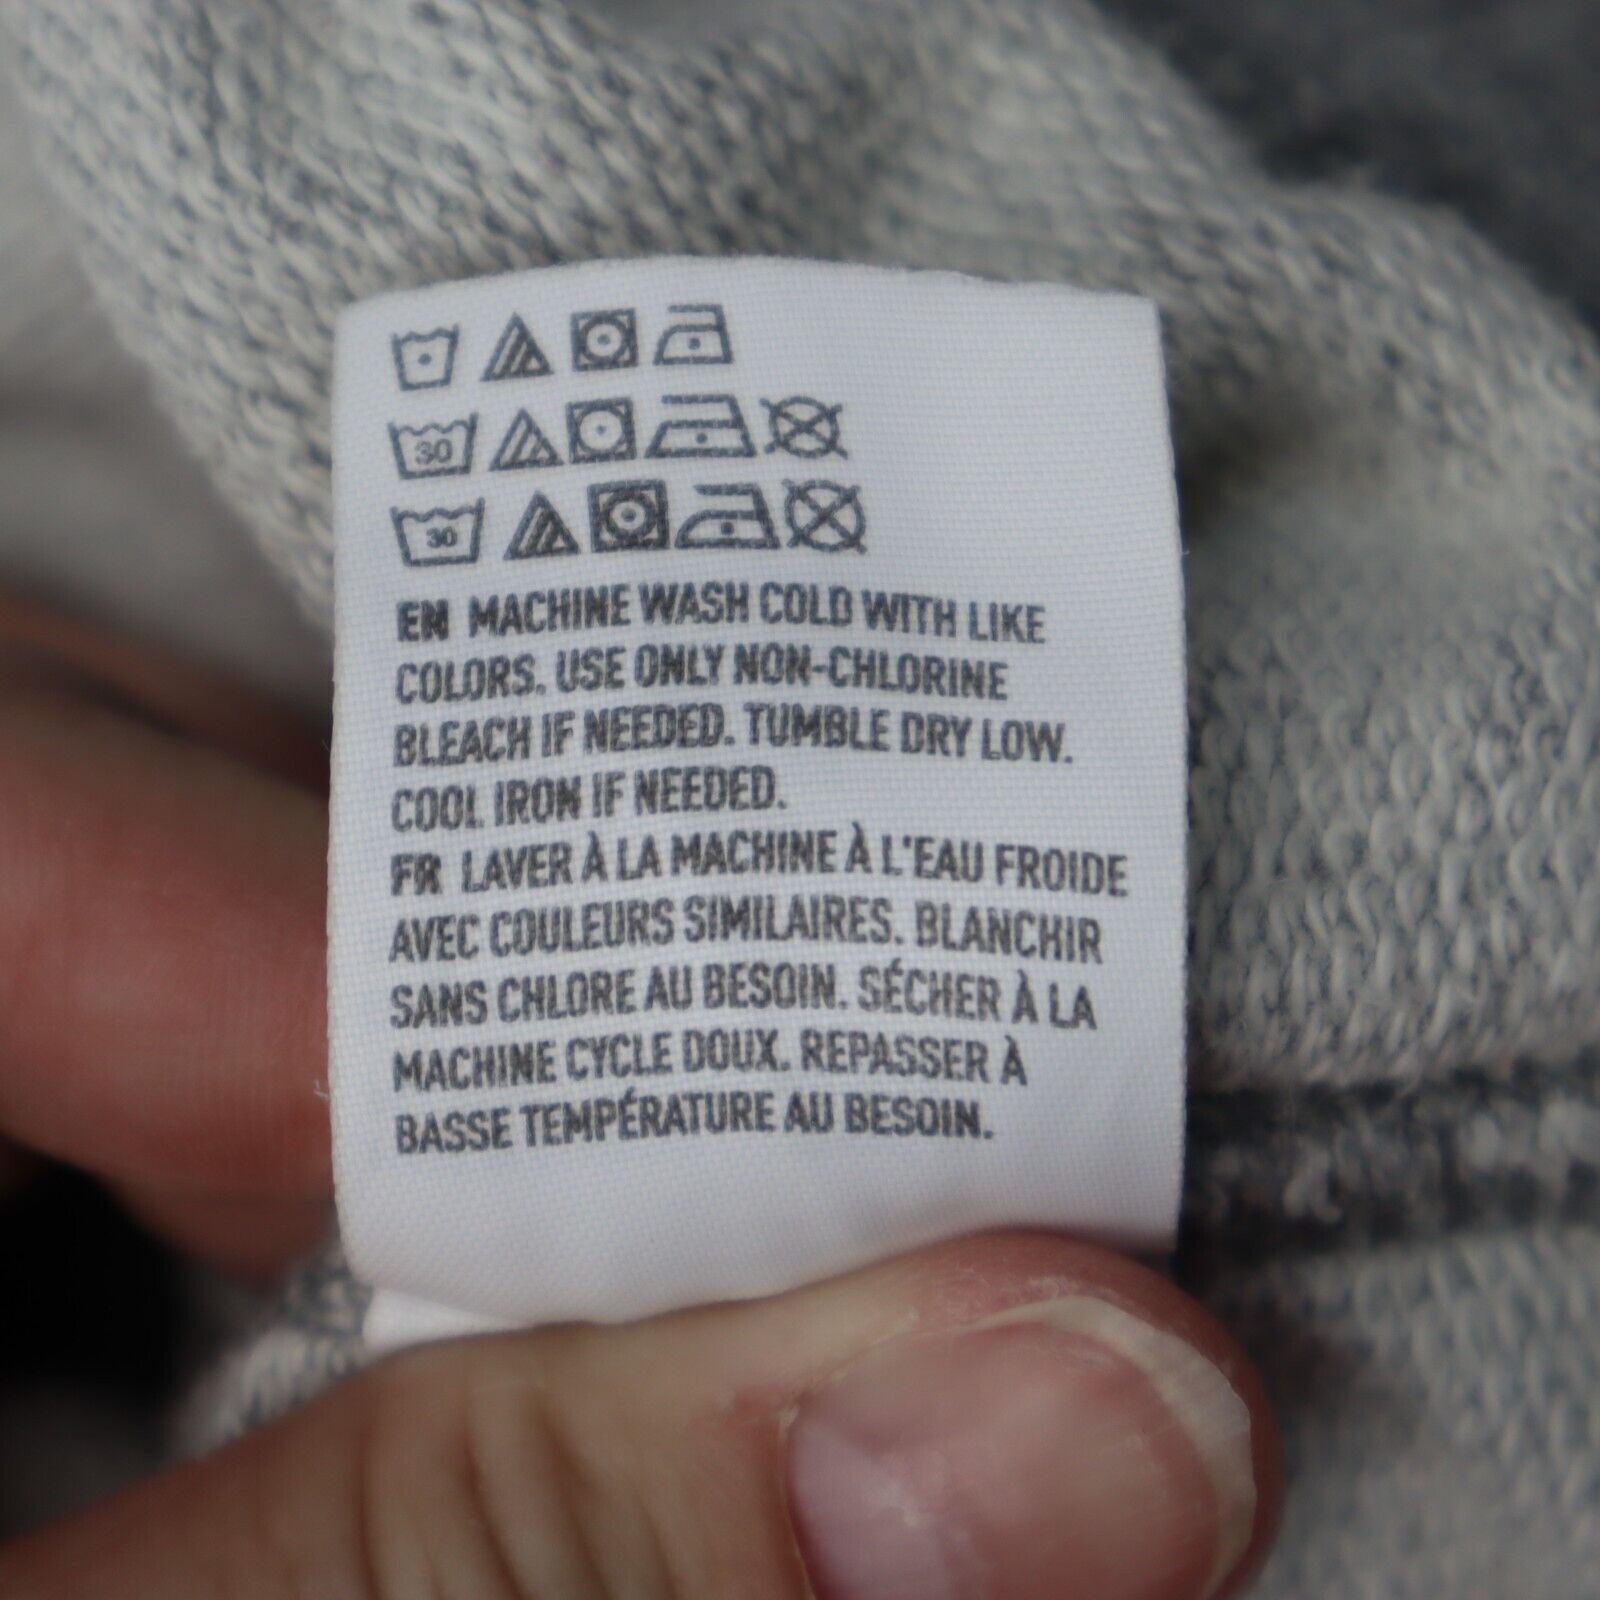 30
30
EN MACHINE WASH COLD WITH LIKE
COLORS. USE ONLY NON-CHLORINE
BLEACH IF NEEDED. TUMBLE DRY LOW.
COOL IRON IF NEEDED.
FR LAVER À LA MACHINE À L'EAU FROIDE
AVEC COULEURS SIMILAIRES. BLANCHIR
SANS CHLORE AU BESOIN. SÉCHER À LA
MACHINE CYCLE DOUX. REPASSER À
BASSE TEMPÉRATURE AU BESOIN.